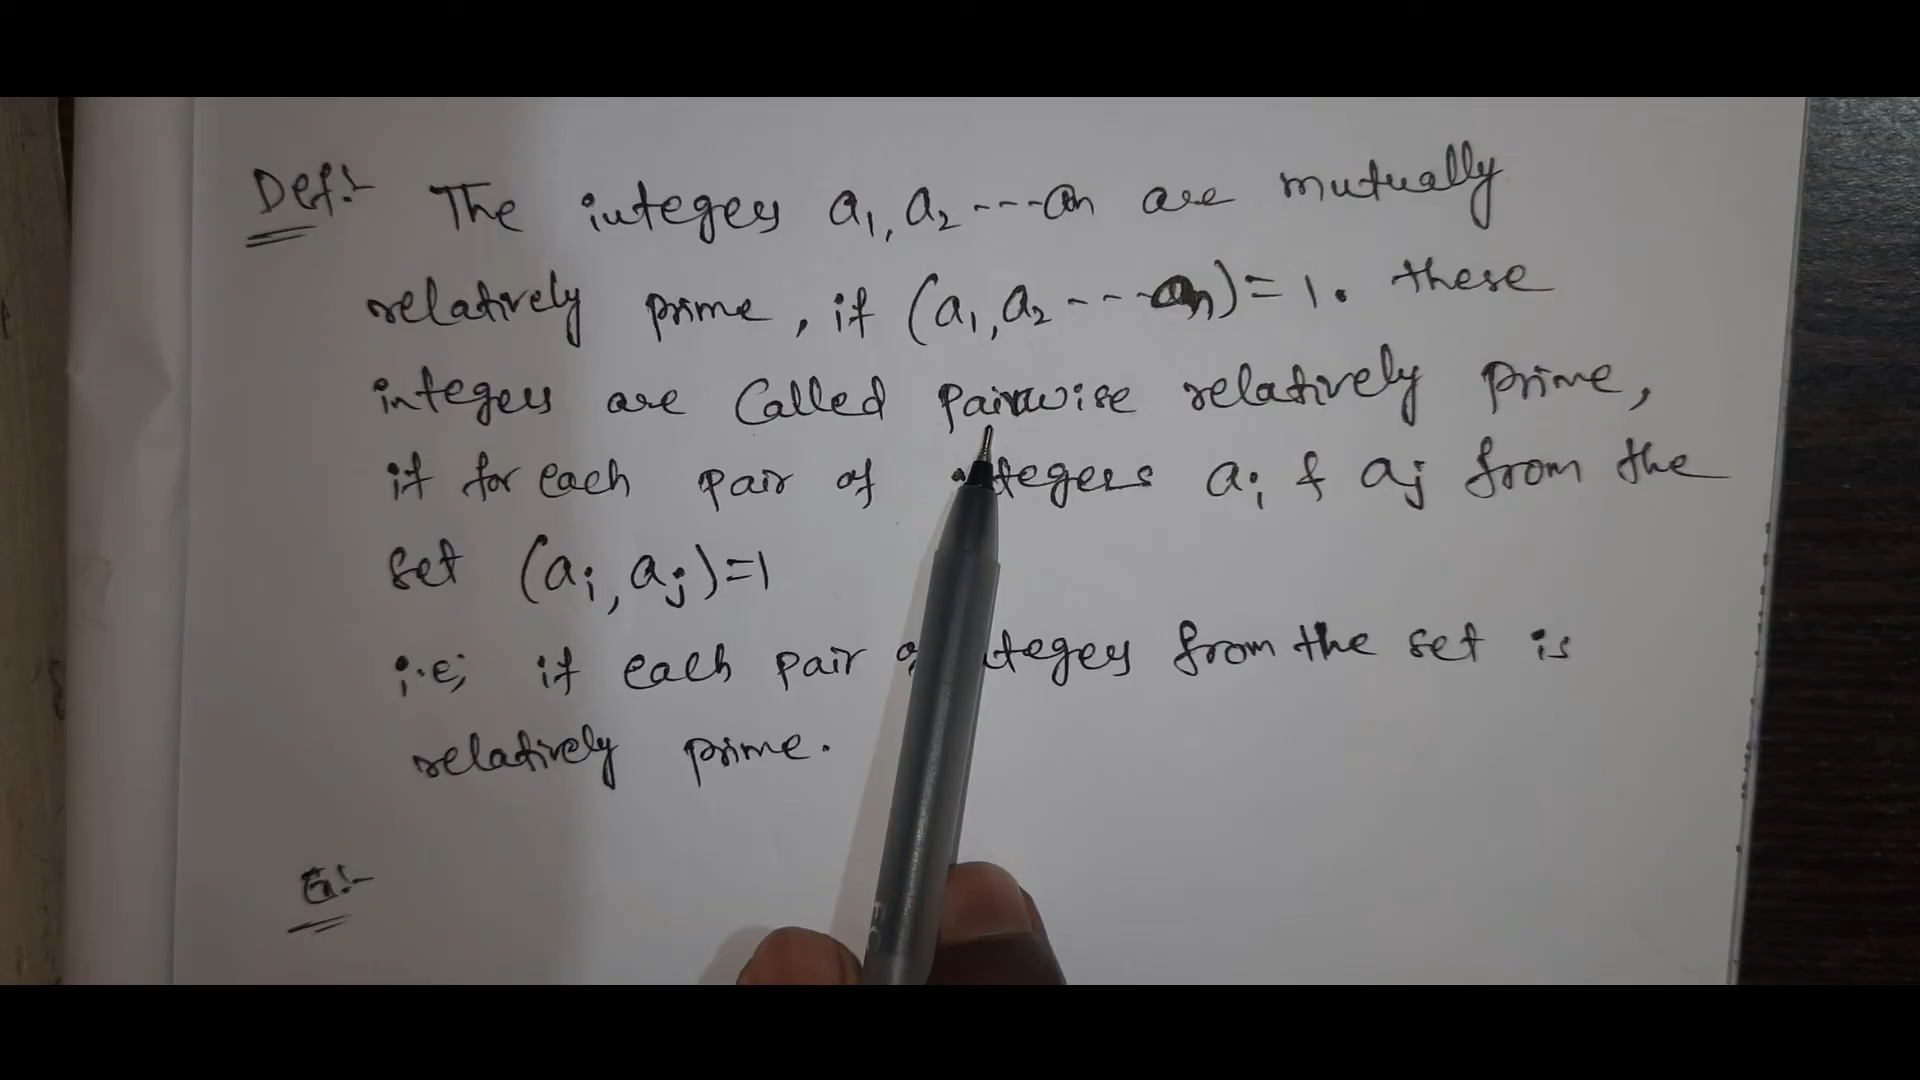 Def:- The integers a₁, a₂ ---an are mutually
relatively prime, if (a₁, a₂ --- an) = 1. these
integers are called pairwise relatively prime,
if for each pair of integers ai & aj from the
set (ai, aj)=1
i.e; if each pair of integers from the set is
relatively prime.